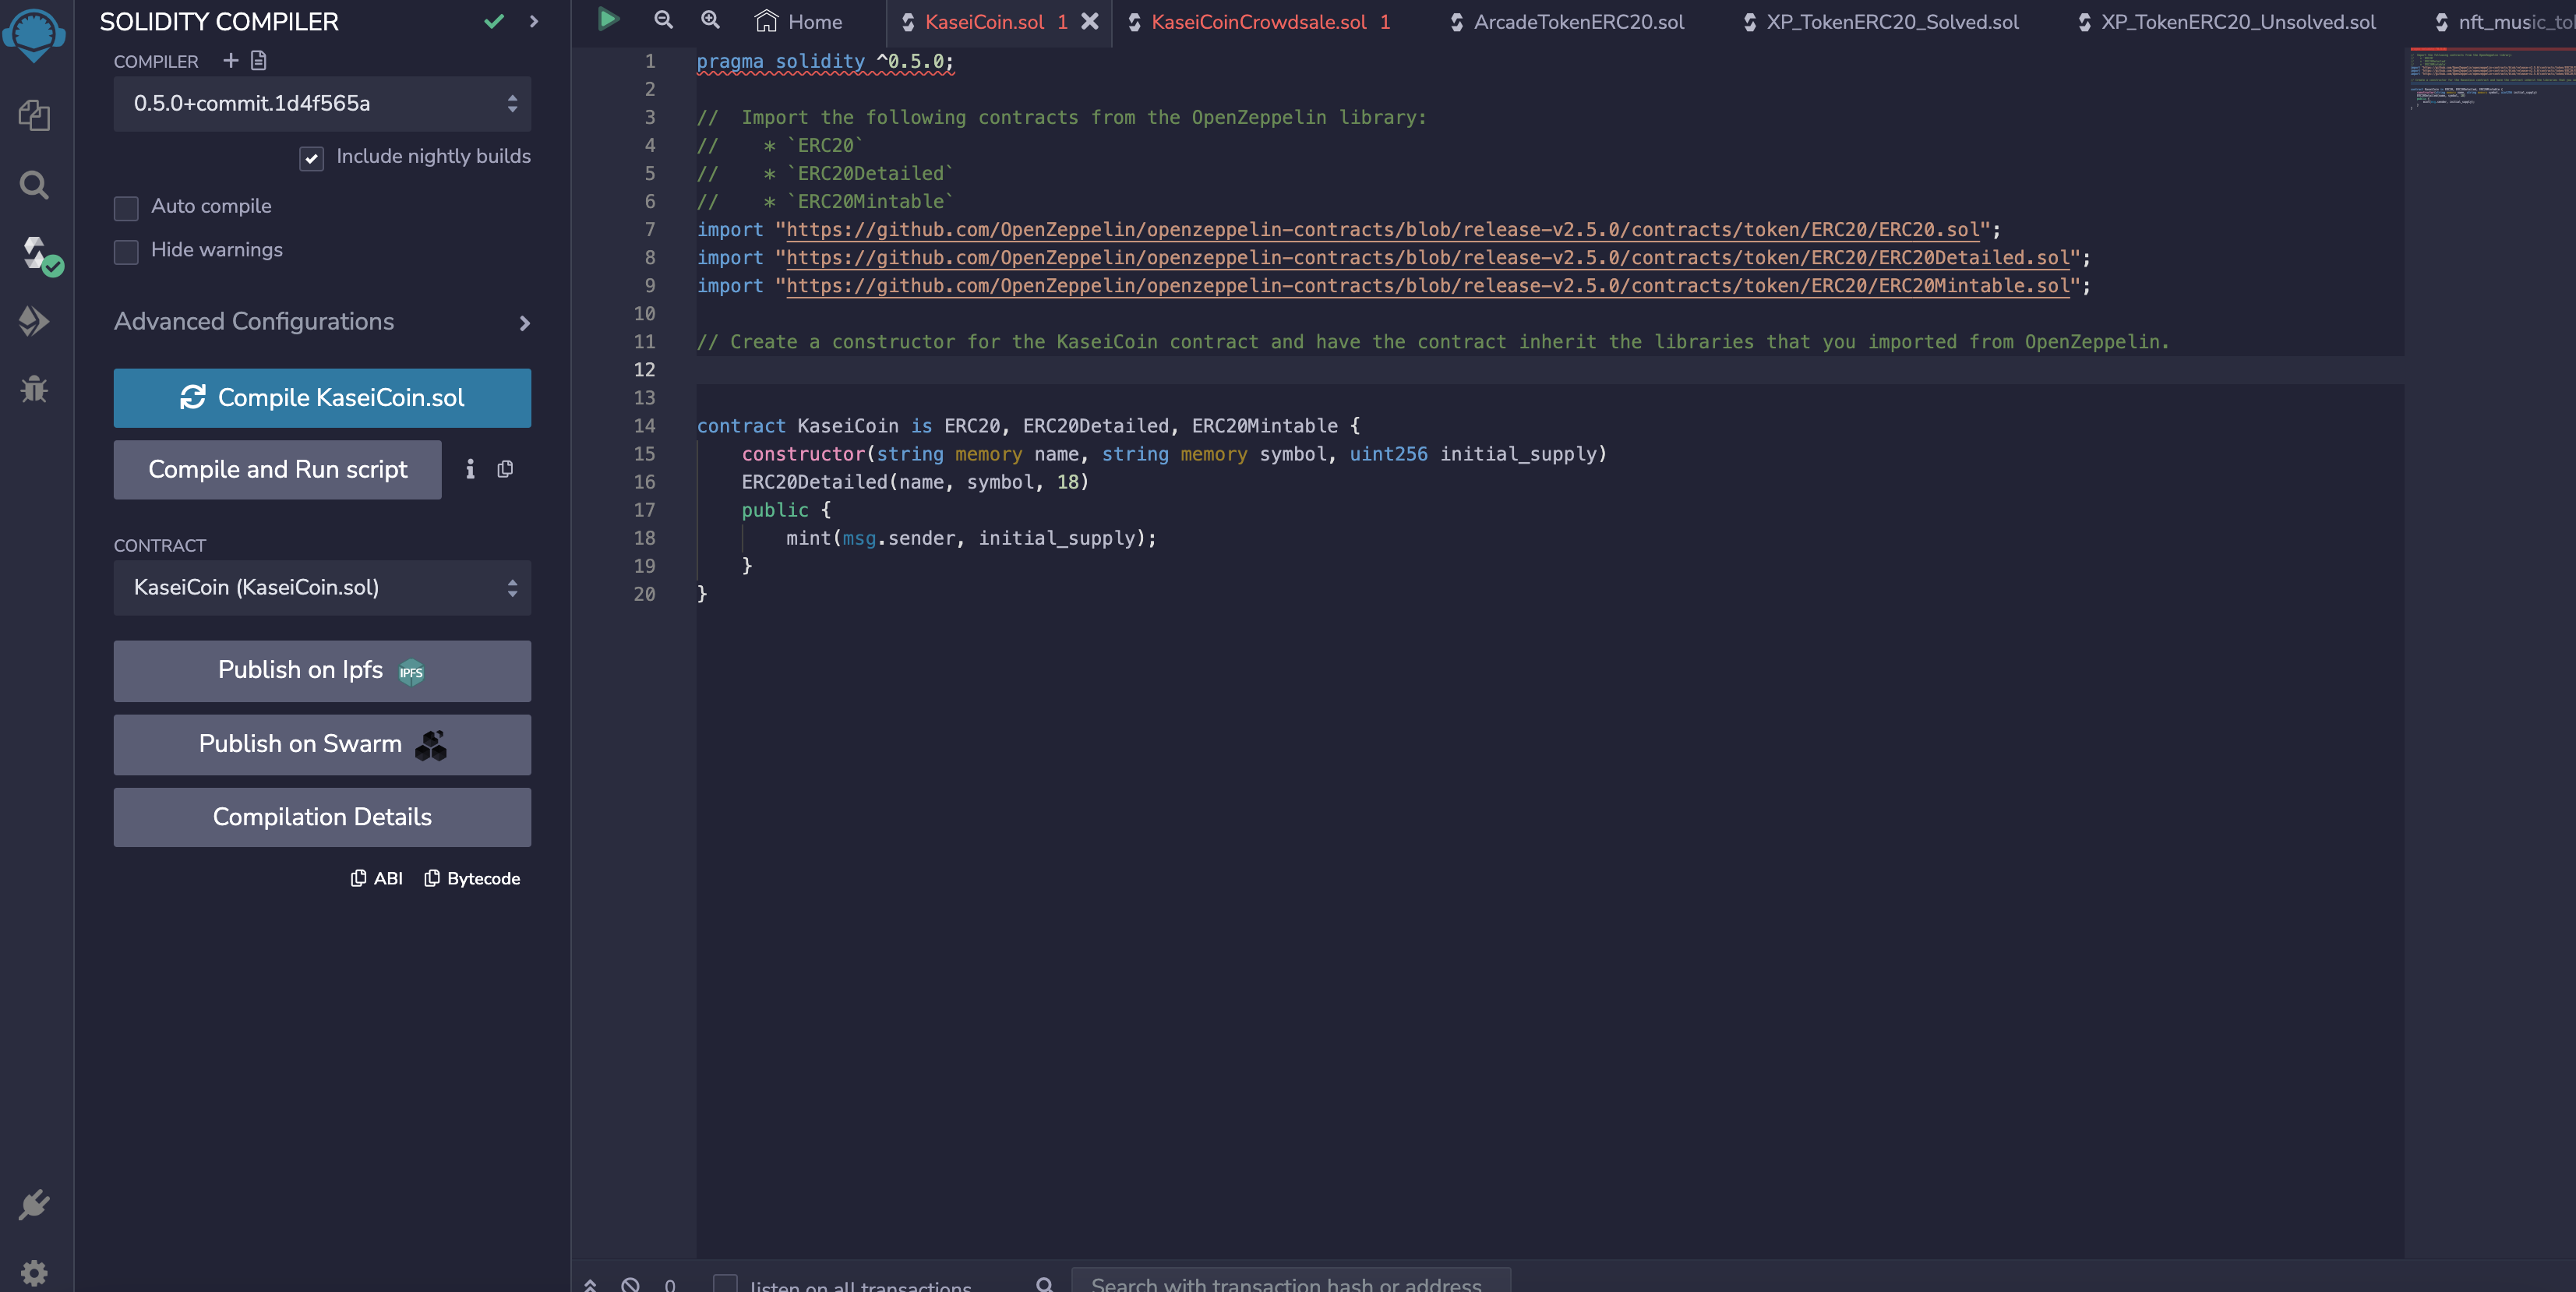 SOLIDITY COMPILER
COMPILER
0.5.0+commit.1d4f565a
Include nightly builds
Auto compile
Hide warnings
Advanced Configurations
Compile KaseiCoin.sol
Compile and Run script
CONTRACT
KaseiCoin (KaseiCoin.sol)
Publish on Ipfs IPFS
Publish on Swarm
Compilation Details
ABI Bytecode
Home KaseiCoin.sol 1 KaseiCoinCrowdsale.sol 1 ArcadeTokenERC20.sol XP_TokenERC20_Solved.sol XP_TokenERC20_Unsolved.sol nft_music_to
1 pragma solidity ^0.5.0;
2
3 //  Import the following contracts from the OpenZeppelin library:
4 //    * `ERC20`
5 //    * `ERC20Detailed`
6 //    * `ERC20Mintable`
7 import "https://github.com/OpenZeppelin/openzeppelin-contracts/blob/release-v2.5.0/contracts/token/ERC20/ERC20.sol";
8 import "https://github.com/OpenZeppelin/openzeppelin-contracts/blob/release-v2.5.0/contracts/token/ERC20/ERC20Detailed.sol";
9 import "https://github.com/OpenZeppelin/openzeppelin-contracts/blob/release-v2.5.0/contracts/token/ERC20/ERC20Mintable.sol";
10
11 // Create a constructor for the KaseiCoin contract and have the contract inherit the libraries that you imported from OpenZeppelin.
12
13
14 contract KaseiCoin is ERC20, ERC20Detailed, ERC20Mintable {
15     constructor(string memory name, string memory symbol, uint256 initial_supply)
16     ERC20Detailed(name, symbol, 18)
17     public {
18         mint(msg.sender, initial_supply);
19     }
20 }
0 listen on all transactions Search with transaction hash or address